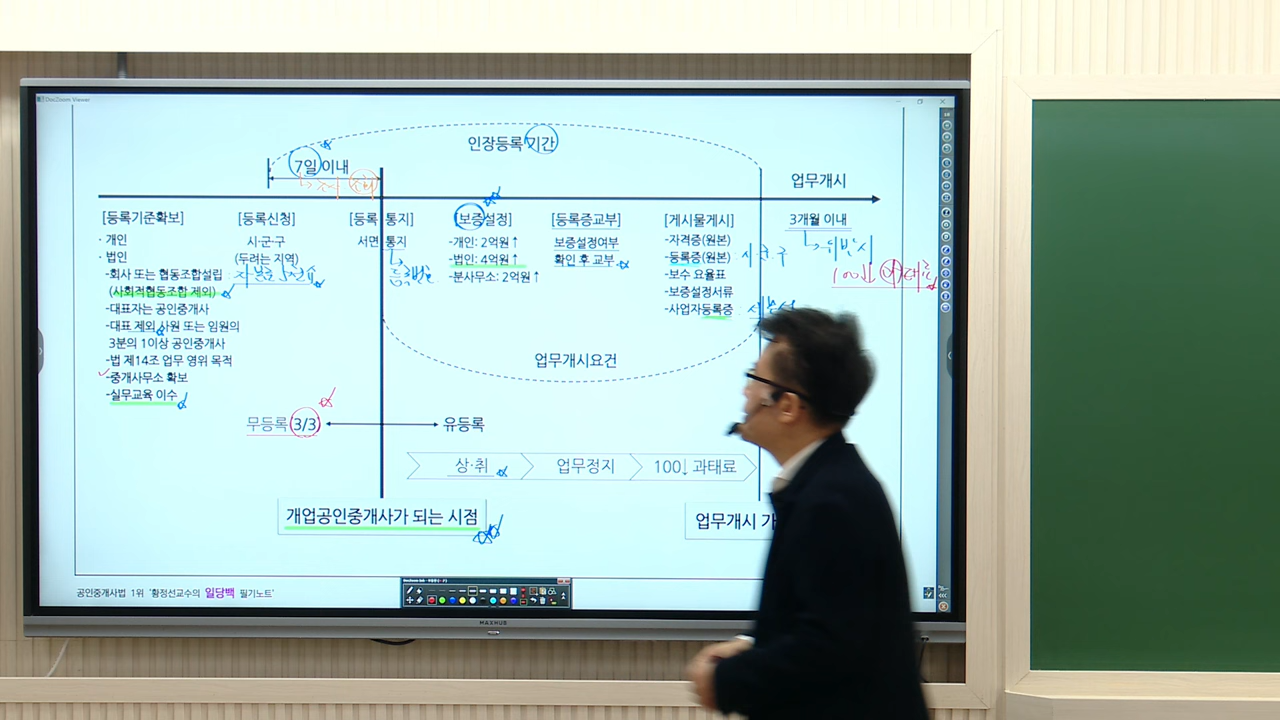 DocZoom Viewer
인장등록 기간
7일 이내
업무개시
[등록기준확보]
· 개인
· 법인
-회사 또는 협동조합설립
(사회적협동조합 제외)
-대표자는 공인중개사
-대표 제외 사원 또는 임원의
3분의 1이상 공인중개사
-법 제14조 업무 영위 목적
-중개사무소 확보
-실무교육 이수
[등록신청]
시·군·구
(두려는 지역)
[등록 통지]
서면 통지
[보증설정]
-개인: 2억원↑
-법인: 4억원↑
-분사무소: 2억원↑
[등록증교부]
보증설정여부
확인 후 교부
[게시물게시]
-자격증(원본)
-등록증(원본)
-보수 요율표
-보증설정서류
-사업자등록증
시 군 구
3개월 이내
업무개시요건
무등록 3/3
유등록
상·취
업무정지
100↓ 과태료
개업공인중개사가 되는 시점
업무개시
공인중개사법 1위 '황정선교수의 일당백 필기노트'
MAXHUB